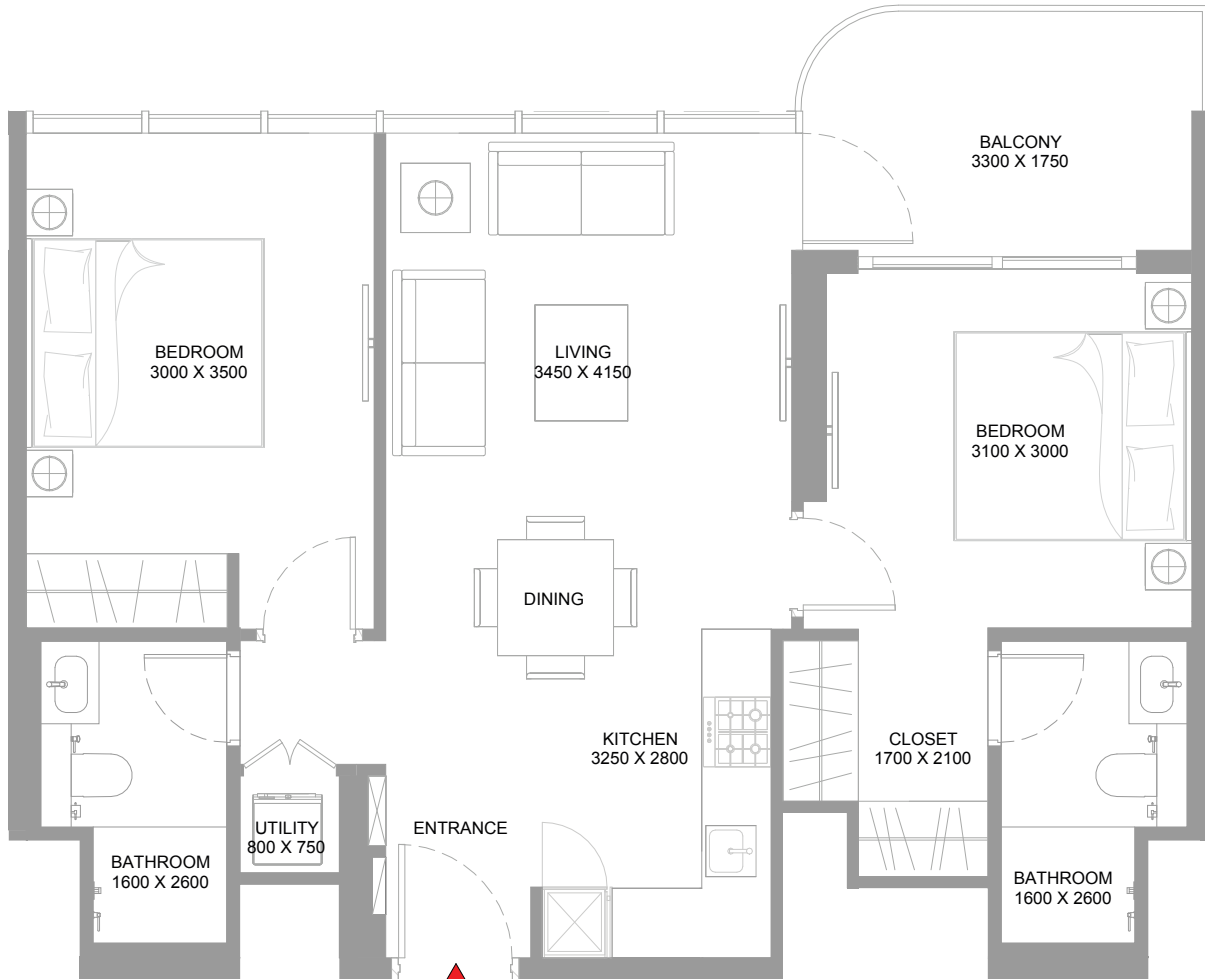 BALCONY
3300 X 1750
BEDROOM
3000 X 3500
LIVING
3450 X 4150
BEDROOM
3100 X 3000
DINING
KITCHEN
3250 X 2800
CLOSET
1700 X 2100
ENTRANCE
UTILITY
800 X 750
BATHROOM
1600 X 2600
BATHROOM
1600 X 2600